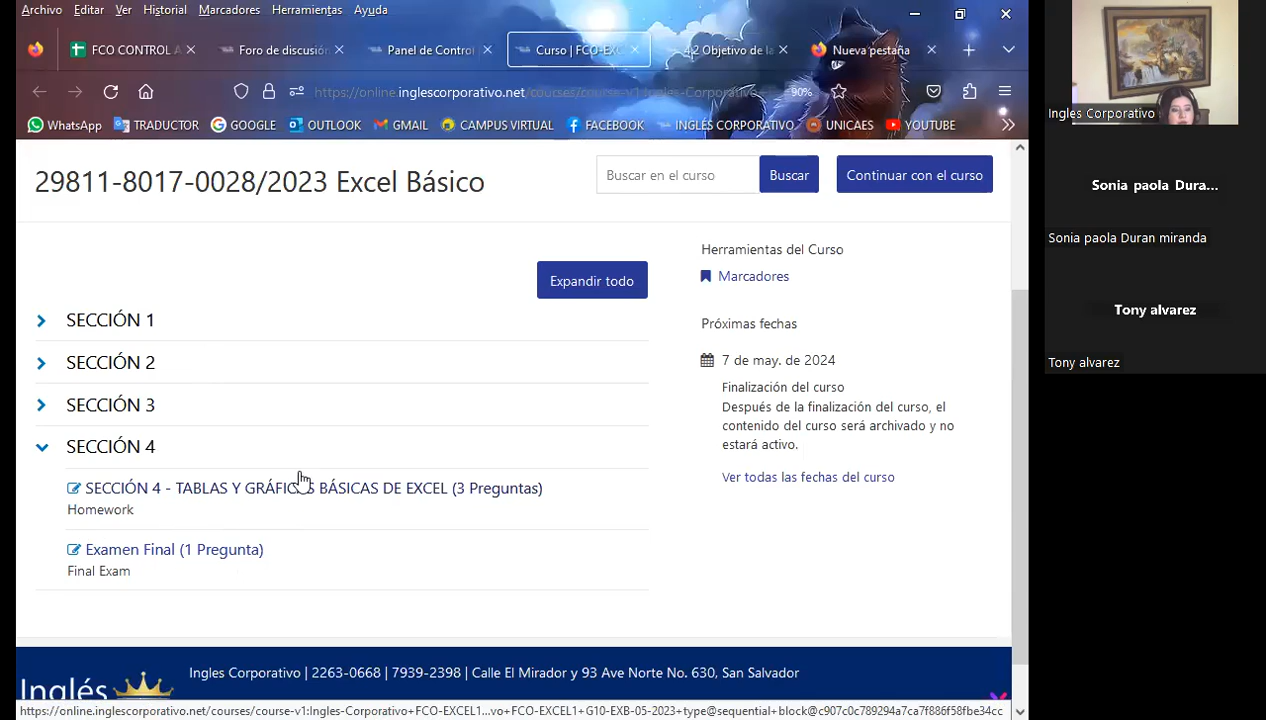 Archivo Editar Ver Historial Marcadores Herramientas Ayuda
FCO CONTROL A Foro de discusión Panel de Control Curso | FCO-EXC 4.2 Objetivo de la Nueva pestaña
https://online.inglescorporativo.net/courses/course-v1:Ingles-Corporativo+ 90%
WhatsApp TRADUCTOR GOOGLE OUTLOOK GMAIL CAMPUS VIRTUAL FACEBOOK INGLÉS CORPORATIVO UNICAES YOUTUBE
29811-8017-0028/2023 Excel Básico
Buscar en el curso Buscar Continuar con el curso
Expandir todo
SECCIÓN 1
SECCIÓN 2
SECCIÓN 3
SECCIÓN 4
SECCIÓN 4 - TABLAS Y GRÁFICAS BÁSICAS DE EXCEL (3 Preguntas)
Homework
Examen Final (1 Pregunta)
Final Exam
Herramientas del Curso
Marcadores
Próximas fechas
7 de may. de 2024
Finalización del curso
Después de la finalización del curso, el
contenido del curso será archivado y no
estará activo.
Ver todas las fechas del curso
Ingles Corporativo | 2263-0668 | 7939-2398 | Calle El Mirador y 93 Ave Norte No. 630, San Salvador
Inglés
https://online.inglescorporativo.net/courses/course-v1:Ingles-Corporativo+FCO-EXCEL1...vo+FCO-EXCEL1+G10-EXB-05-2023+type@sequential+block@c907c0c789294a7ca7f886f58fbe34cc
Ingles Corporativo
Sonia paola Dura...
Sonia paola Duran miranda
Tony alvarez
Tony alvarez